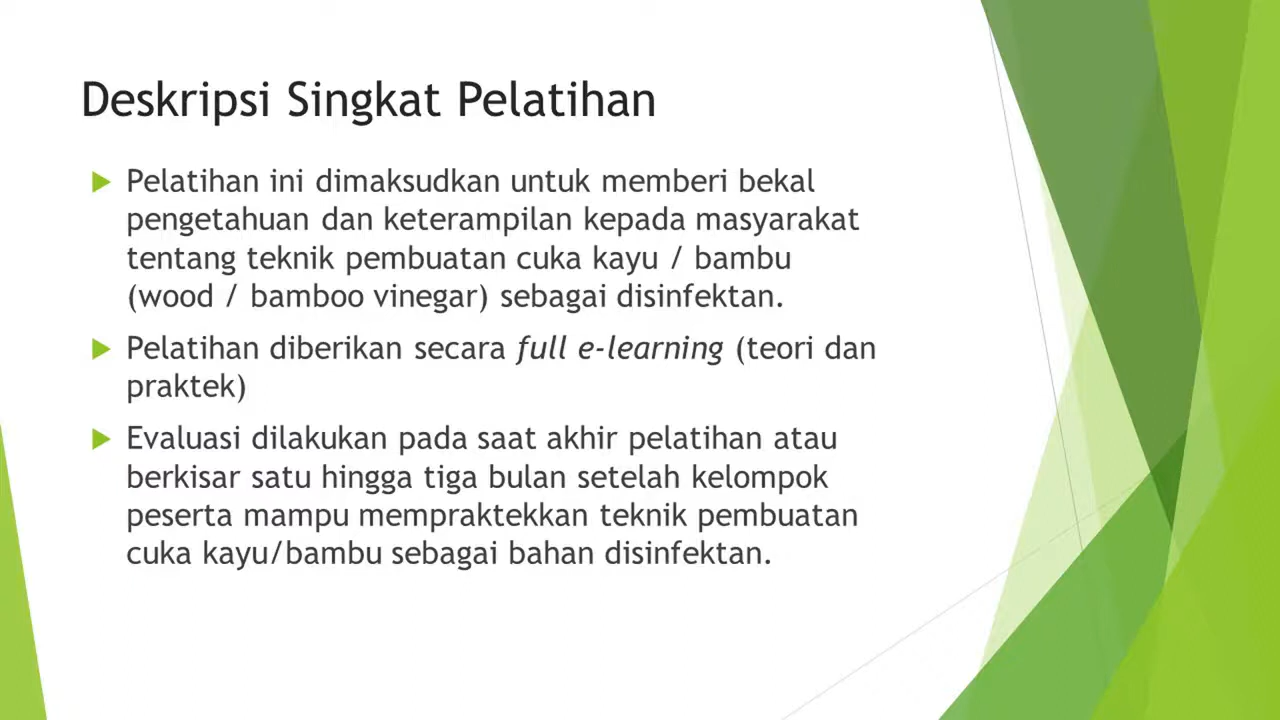 Deskripsi Singkat Pelatihan
Pelatihan ini dimaksudkan untuk memberi bekal
pengetahuan dan keterampilan kepada masyarakat
tentang teknik pembuatan cuka kayu / bambu
(wood / bamboo vinegar) sebagai disinfektan.
Pelatihan diberikan secara full e-learning (teori dan
praktek)
Evaluasi dilakukan pada saat akhir pelatihan atau
berkisar satu hingga tiga bulan setelah kelompok
peserta mampu mempraktekkan teknik pembuatan
cuka kayu/bambu sebagai bahan disinfektan.